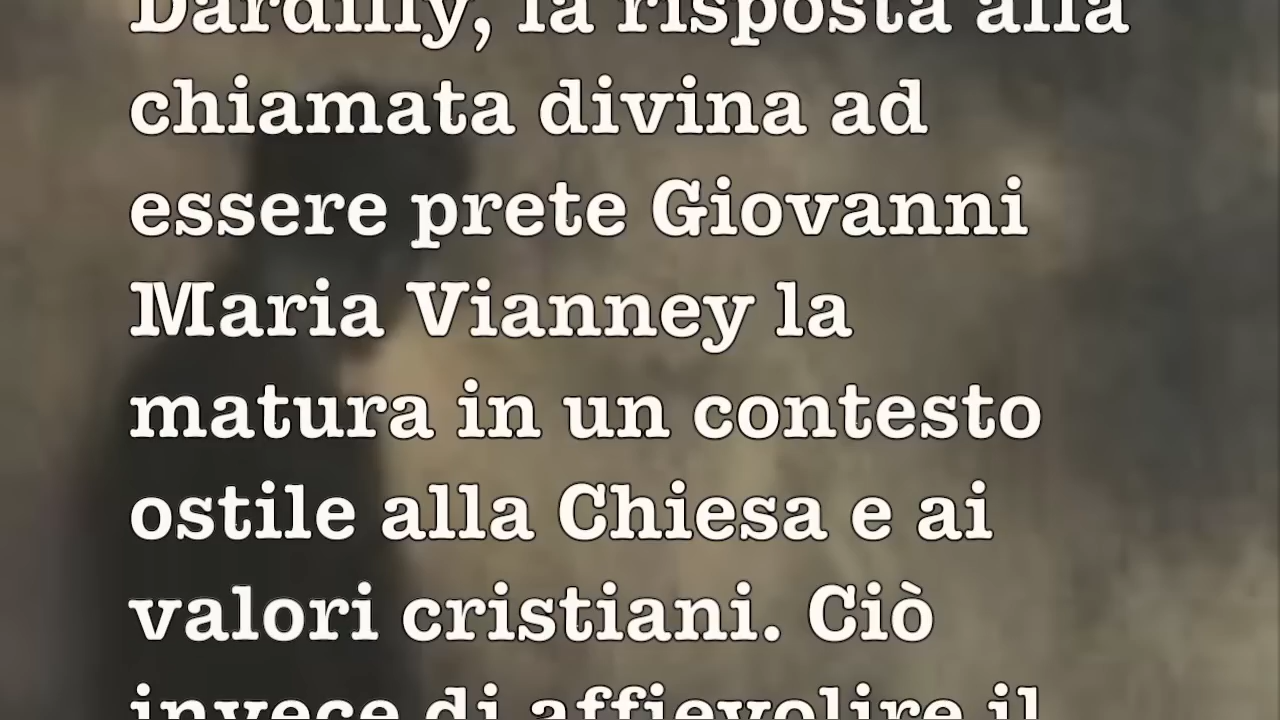 Dardilly, la risposta alla
chiamata divina ad
essere prete Giovanni
Maria Vianney la
matura in un contesto
ostile alla Chiesa e ai
valori cristiani. Ciò
invece di affievolire il